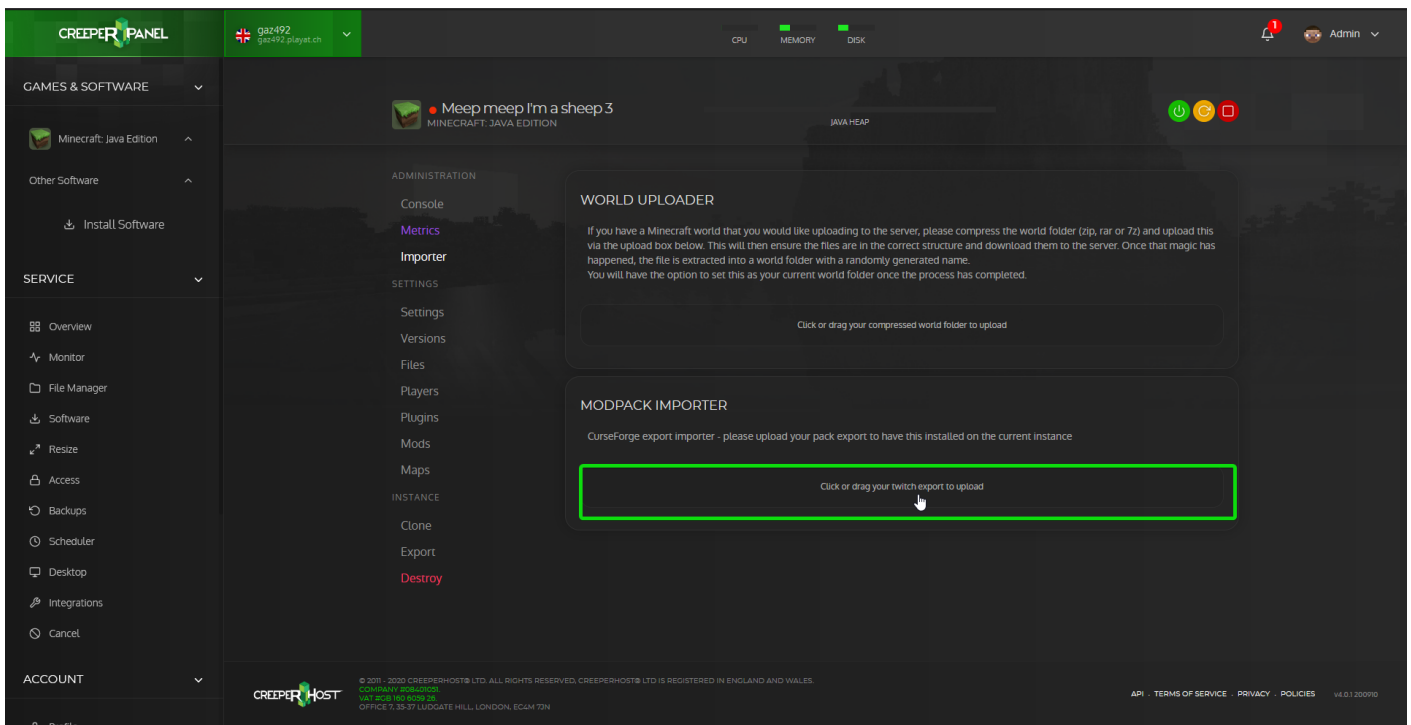 CREEPER PANEL
gaz492
gaz492.playat.ch
CPU
MEMORY
DISK
1
Admin
GAMES & SOFTWARE
Minecraft: Java Edition
Other Software
Install Software
SERVICE
Overview
Monitor
File Manager
Software
Resize
Access
Backups
Scheduler
Desktop
Integrations
Cancel
ACCOUNT
Meep meep I'm a sheep 3
MINECRAFT: JAVA EDITION
JAVA HEAP
ADMINISTRATION
Console
Metrics
Importer
SETTINGS
Settings
Versions
Files
Players
Plugins
Mods
Maps
INSTANCE
Clone
Export
Destroy
WORLD UPLOADER
If you have a Minecraft world that you would like uploading to the server, please compress the world folder (zip, rar or 7z) and upload this
via the upload box below. This will then ensure the files are in the correct structure and download them to the server. Once that magic has
happened, the file is extracted into a world folder with a randomly generated name.
You will have the option to set this as your current world folder once the process has completed.
Click or drag your compressed world folder to upload
MODPACK IMPORTER
CurseForge export importer - please upload your pack export to have this installed on the current instance
Click or drag your twitch export to upload
CREEPER HOST
© 2011 - 2020 CREEPERHOST® LTD. ALL RIGHTS RESERVED, CREEPERHOST® LTD IS REGISTERED IN ENGLAND AND WALES.
COMPANY #08401051.
VAT #GB 160 6059 26.
OFFICE 7, 35-37 LUDGATE HILL, LONDON, EC4M 7JN
API . TERMS OF SERVICE . PRIVACY . POLICIES v4.0.1 200910